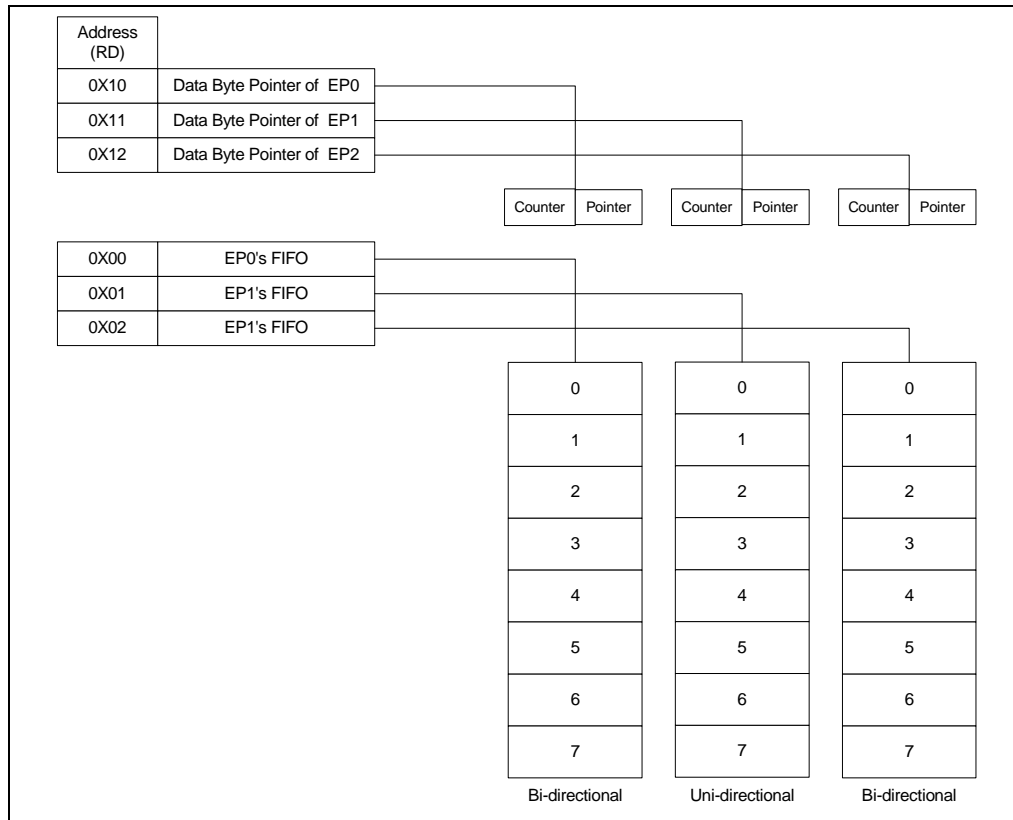 Address
(RD)
0X10 Data Byte Pointer of EP0
0X11 Data Byte Pointer of EP1
0X12 Data Byte Pointer of EP2
Counter Pointer Counter Pointer Counter Pointer
0X00 EP0's FIFO
0X01 EP1's FIFO
0X02 EP1's FIFO
0 0 0
1 1 1
2 2 2
3 3 3
4 4 4
5 5 5
6 6 6
7 7 7
Bi-directional Uni-directional Bi-directional